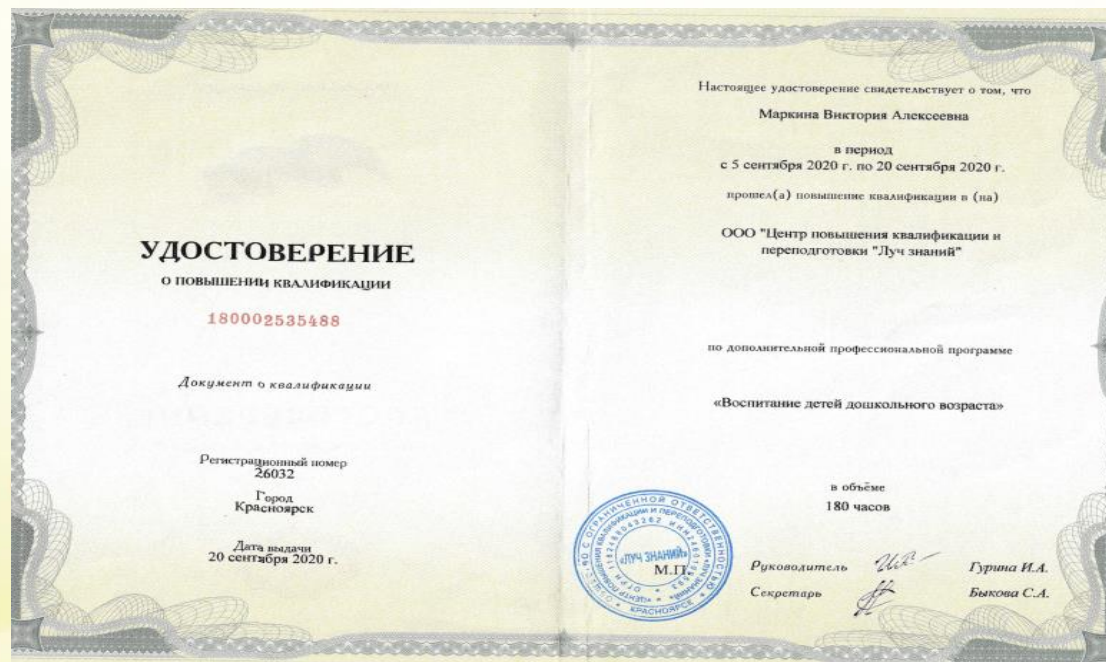 УДОСТОВЕРЕНИЕ
О ПОВЫШЕНИИ КВАЛИФИКАЦИИ
180002535488
Документ о квалификации
Регистрационный номер
26032
Город
Красноярск
Дата выдачи
20 сентября 2020 г.
Настоящее удостоверение свидетельствует о том, что
Маркина Виктория Алексеевна
в период
с 5 сентября 2020 г. по 20 сентября 2020 г.
прошел(а) повышение квалификации в (на)
ООО "Центр повышения квалификации и
переподготовки "Луч знаний"
по дополнительной профессиональной программе
«Воспитание детей дошкольного возраста»
в объёме
180 часов
«ЛУЧ ЗНАНИЙ»
КРАСНОЯРСК
М.П.
Руководитель Гурина И.А.
Секретарь Быкова С.А.